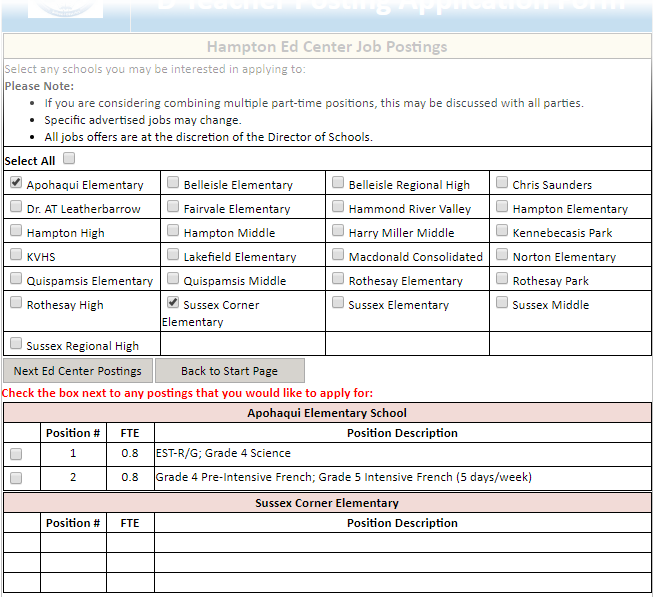 D Teacher Posting Application Form
Hampton Ed Center Job Postings
Select any schools you may be interested in applying to:
Please Note:
If you are considering combining multiple part-time positions, this may be discussed with all parties.
Specific advertised jobs may change.
All jobs offers are at the discretion of the Director of Schools.
Select All
Apohaqui Elementary Belleisle Elementary Belleisle Regional High Chris Saunders
Dr. AT Leatherbarrow Fairvale Elementary Hammond River Valley Hampton Elementary
Hampton High Hampton Middle Harry Miller Middle Kennebecasis Park
KVHS Lakefield Elementary Macdonald Consolidated Norton Elementary
Quispamsis Elementary Quispamsis Middle Rothesay Elementary Rothesay Park
Rothesay High Sussex Corner Sussex Elementary Sussex Middle
Elementary
Sussex Regional High
Next Ed Center Postings Back to Start Page
Check the box next to any postings that you would like to apply for:
Apohaqui Elementary School
Position # FTE Position Description
1 0.8 EST-R/G; Grade 4 Science
2 0.8 Grade 4 Pre-Intensive French; Grade 5 Intensive French (5 days/week)
Sussex Corner Elementary
Position # FTE Position Description